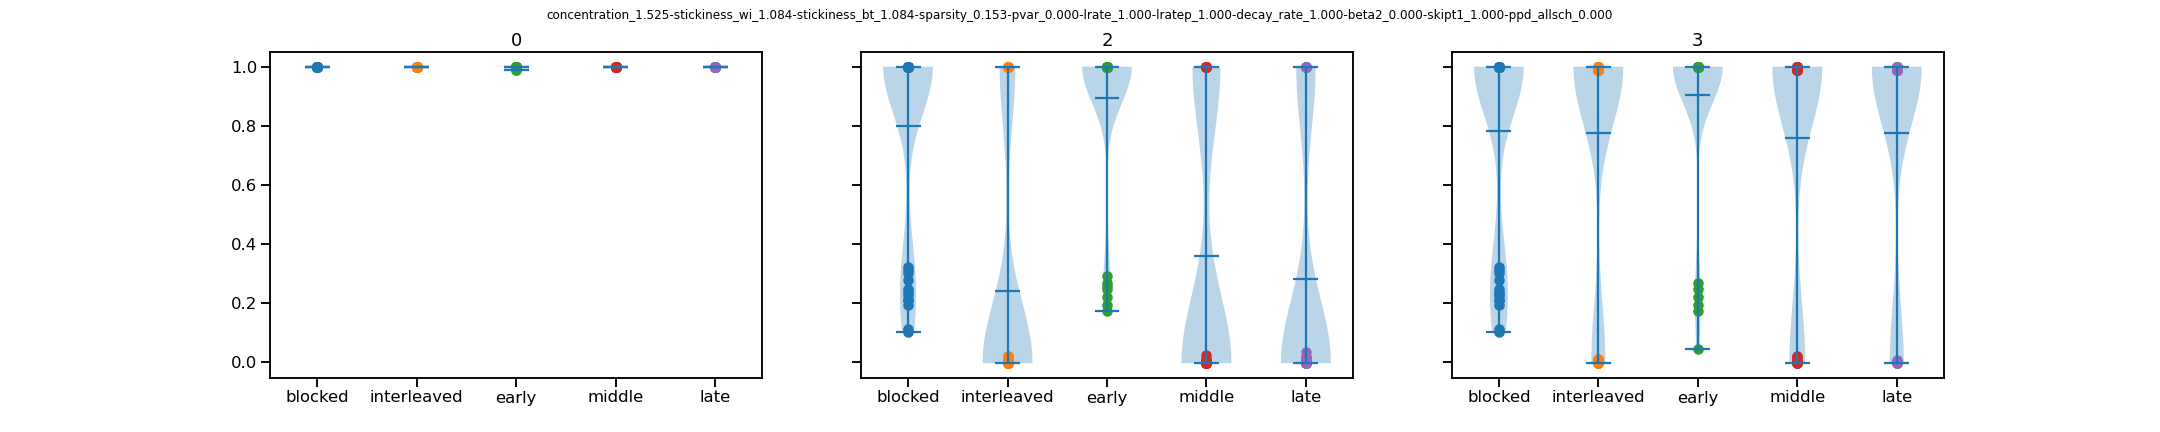 concentration_1.525-stickiness_wi_1.084-stickiness_bt_1.084-sparsity_0.153-pvar_0.000-lrate_1.000-lratep_1.000-decay_rate_1.000-beta2_0.000-skipt1_1.000-ppd_allsch_0.000
0 2 3
1.0
0.8
0.6
0.4
0.2
0.0
blocked interleaved early middle late blocked interleaved early middle late blocked interleaved early middle late